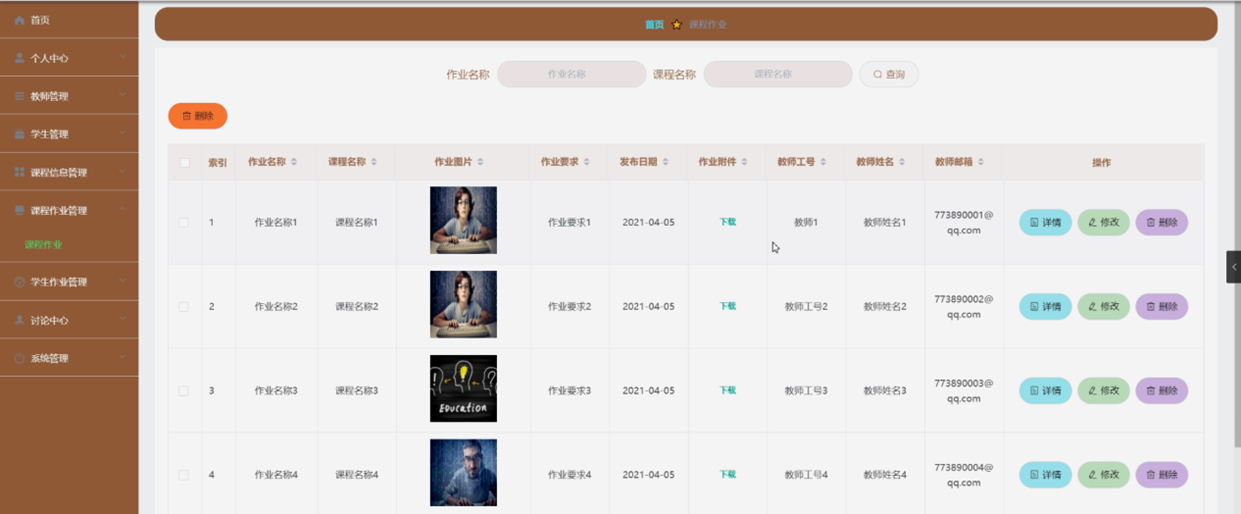 首页
个人中心
教师管理
学生管理
课程信息管理
课程作业管理
课程作业
学生作业管理
讨论中心
系统管理
首页 课程作业
作业名称 作业名称 课程名称 课程名称 查询
删除
索引 作业名称 课程名称 作业图片 作业要求 发布日期 作业附件 教师工号 教师姓名 教师邮箱 操作
1 作业名称1 课程名称1 作业要求1 2021-04-05 下载 教师1 教师姓名1 773890001@
qq.com 详情 修改 删除
2 作业名称2 课程名称2 作业要求2 2021-04-05 下载 教师工号2 教师姓名2 773890002@
qq.com 详情 修改 删除
3 作业名称3 课程名称3 Education 作业要求3 2021-04-05 下载 教师工号3 教师姓名3 773890003@
qq.com 详情 修改 删除
4 作业名称4 课程名称4 作业要求4 2021-04-05 下载 教师工号4 教师姓名4 773890004@
qq.com 详情 修改 删除